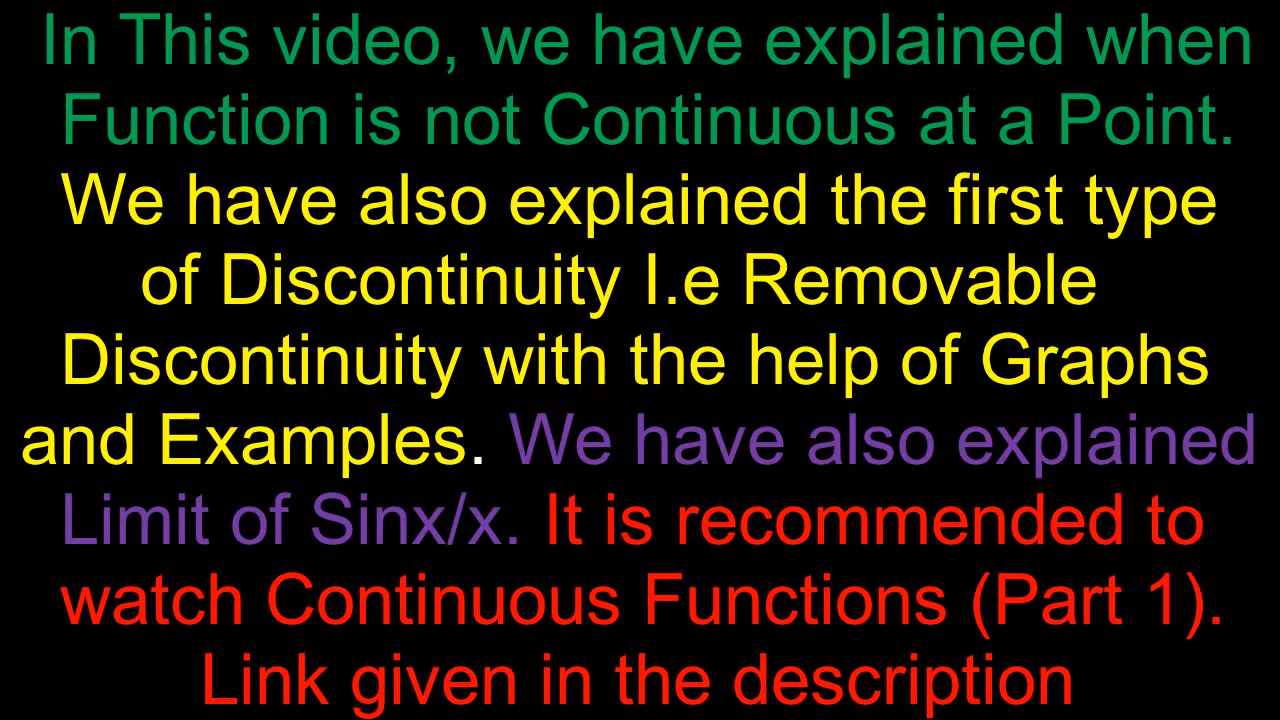 In This video, we have explained when
Function is not Continuous at a Point.
We have also explained the first type
of Discontinuity I.e Removable
Discontinuity with the help of Graphs
and Examples. We have also explained
Limit of Sinx/x. It is recommended to
watch Continuous Functions (Part 1).
Link given in the description